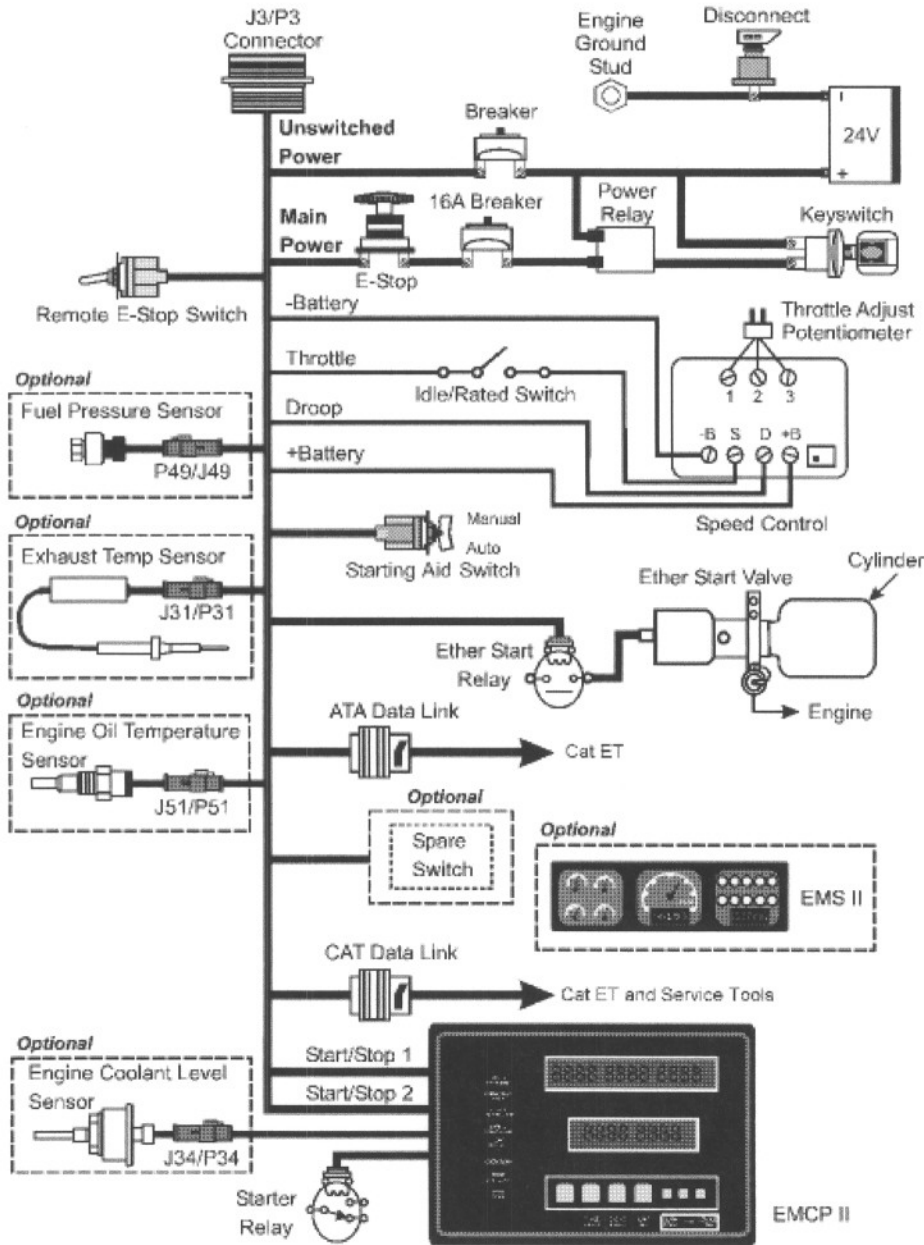 J3/P3
Connector
Engine
Ground
Stud
Disconnect
Unswitched
Power
Breaker
24V
+
Main
Power
16A Breaker
Power
Relay
Keyswitch
E-Stop
Remote E-Stop Switch
-Battery
Throttle Adjust
Potentiometer
Throttle
Idle/Rated Switch
1 2 3
Optional
Fuel Pressure Sensor
P49/J49
Droop
-B S D +B
+Battery
Speed Control
Optional
Exhaust Temp Sensor
J31/P31
Manual
Auto
Starting Aid Switch
Ether Start Valve
Cylinder
Ether Start
Relay
Engine
Optional
Engine Oil Temperature
Sensor
J51/P51
ATA Data Link
Cat ET
Optional
Spare
Switch
Optional
EMS II
CAT Data Link
Cat ET and Service Tools
Optional
Engine Coolant Level
Sensor
J34/P34
Start/Stop 1
Start/Stop 2
Starter
Relay
EMCP II